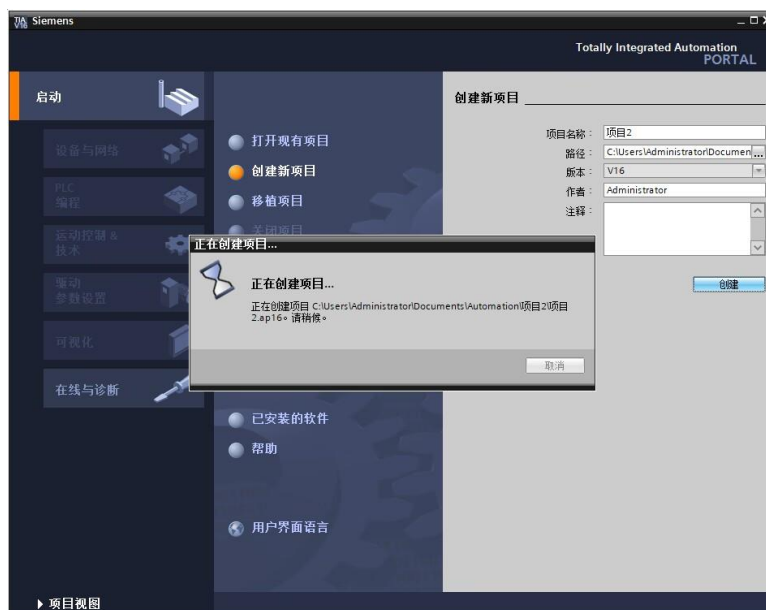 TIA
V16
Siemens
Totally Integrated Automation
PORTAL
启动
设备与网络
PLC
编程
运动控制 &
技术
驱动
参数设置
可视化
在线与诊断
打开现有项目
创建新项目
移植项目
关闭项目
已安装的软件
帮助
用户界面语言
创建新项目
项目名称：
项目2
路径：
C:\Users\Administrator\Documen
...
版本：
V16
作者：
Administrator
注释：
创建
正在创建项目...
正在创建项目...
正在创建项目 C:\Users\Administrator\Documents\Automation\项目2\项目
2.ap16。请稍候。
取消
项目视图